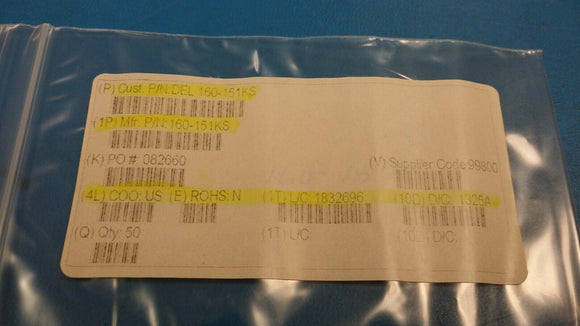 (P) Cust. P/N:DEL 160-151KS
(1P) Mfr. P/N:160-151KS
(K) PO #: 082660 (V) Supplier Code:99800
(4L) COO: US (E) ROHS: N (1T) L/C:1832696 (10D) D/C: 1325A
(Q) Qty: 50 (1T) L/C: (10D) D/C: